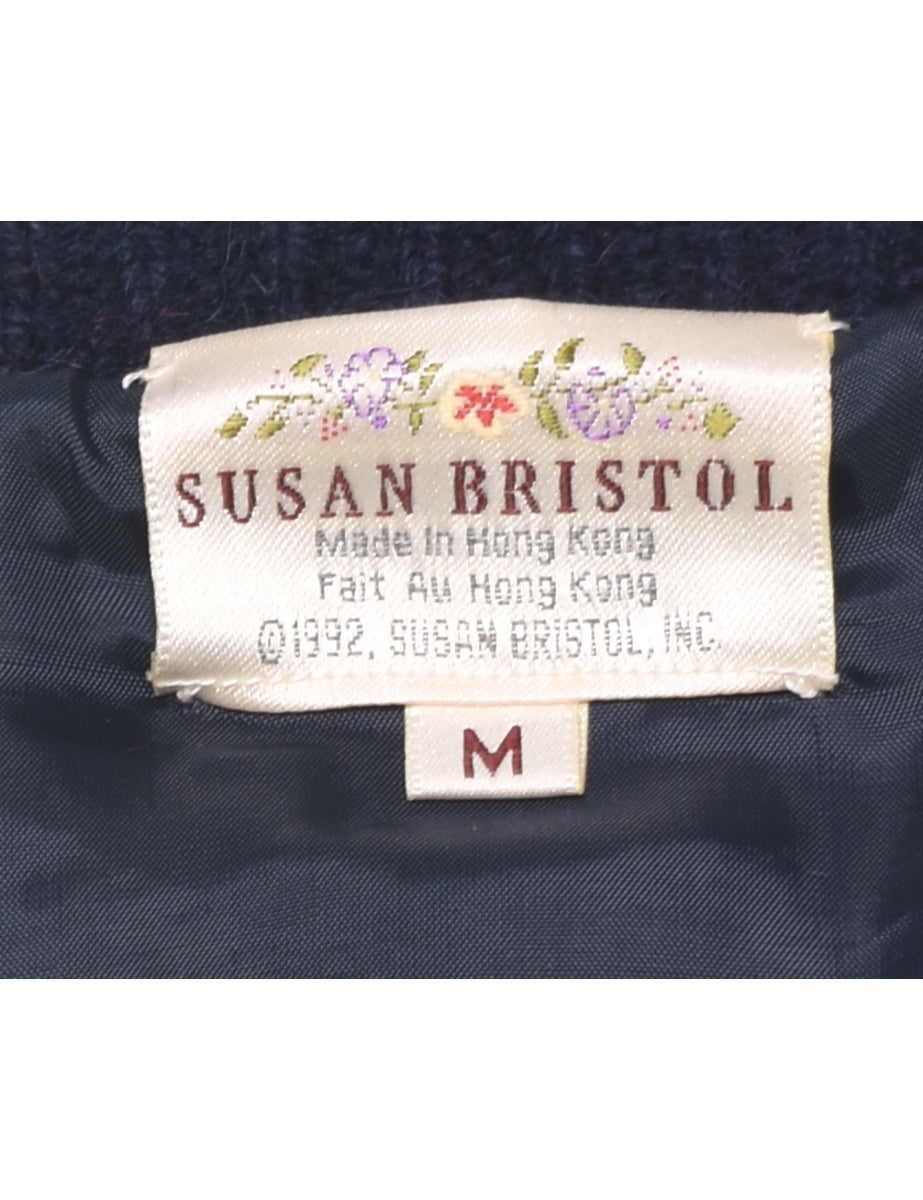 SUSAN BRISTOL
Made In Hong Kong
Fait Au Hong Kong
©1992, SUSAN BRISTOL, INC.
M